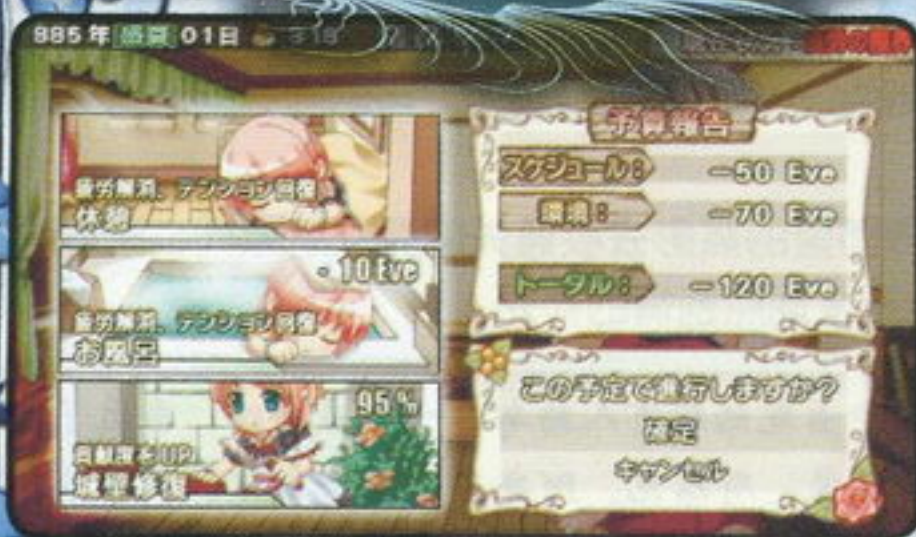 885年 01日
疲労解消、テンション回復
休憩
-10Eve
疲労解消、テンション回復
お風呂
95%
UP
城壁修復
予算報告
スケジュール: -50 Eve
環境: -70 Eve
トータル: -120 Eve
この予定で進行しますか?
確定
キャンセル